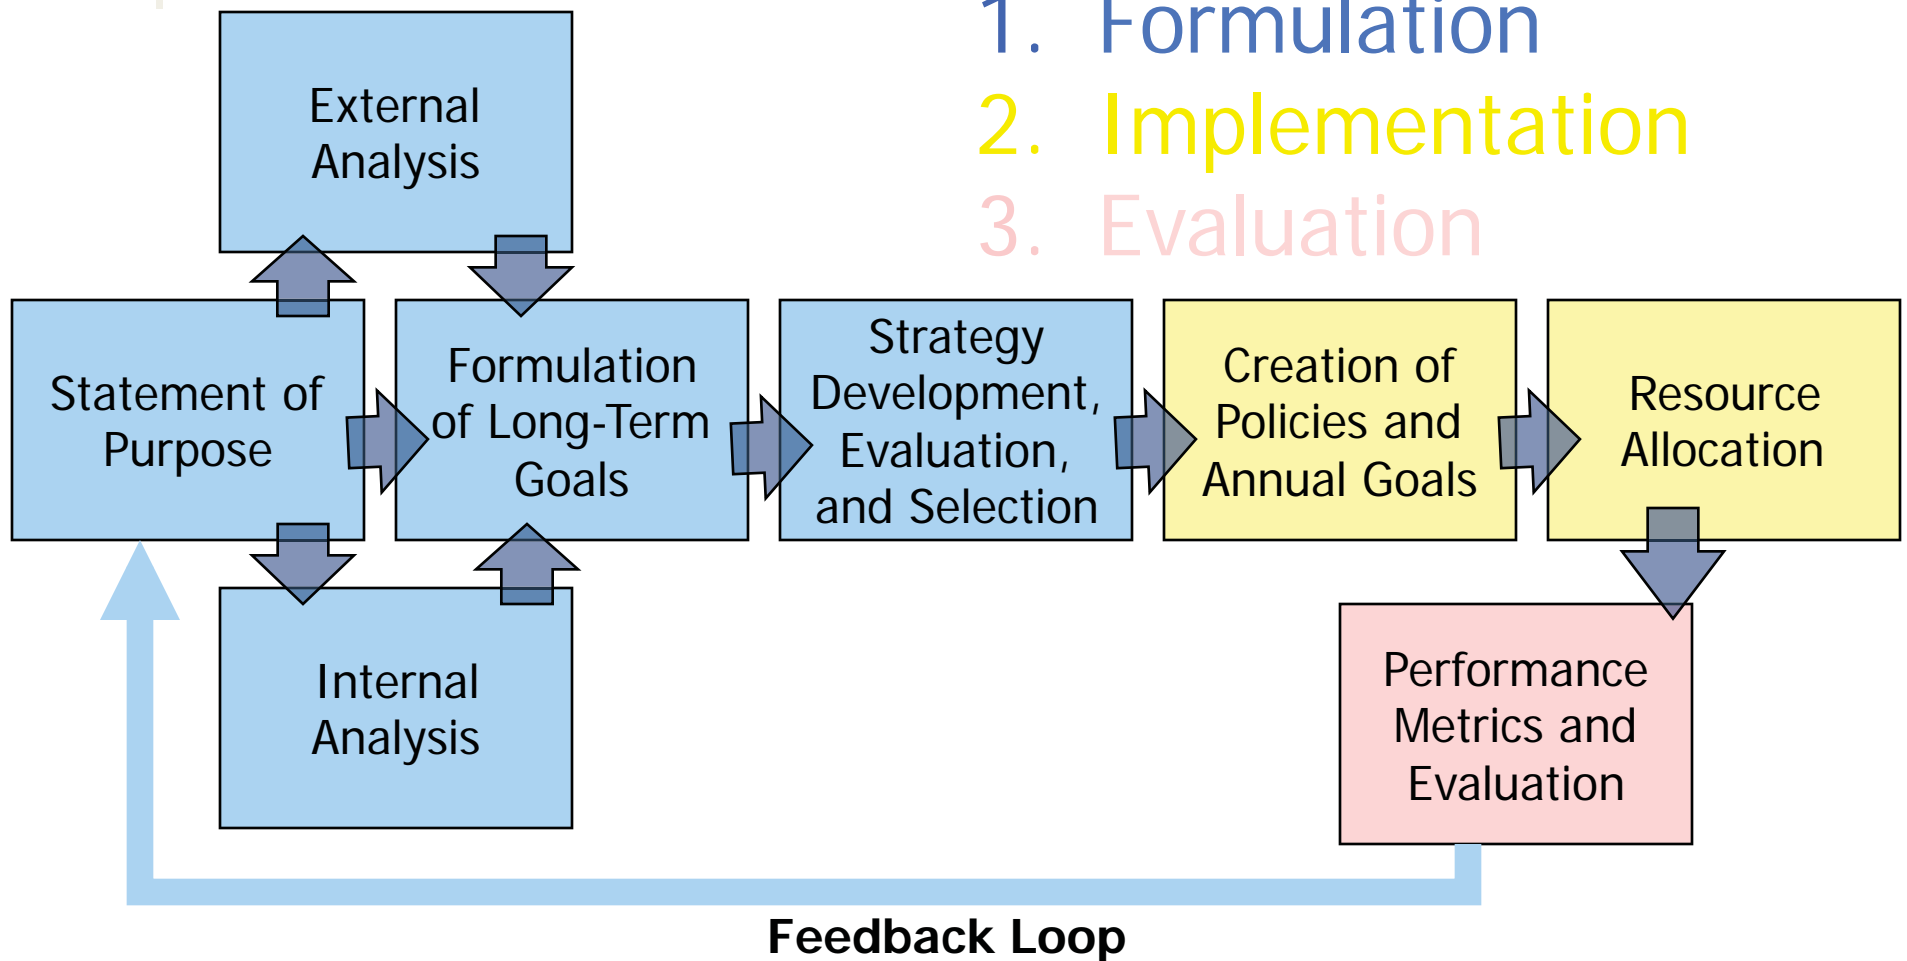 1. Formulation
2. Implementation
3. Evaluation
External
Analysis
Statement of
Purpose
Formulation
of Long-Term
Goals
Strategy
Development,
Evaluation,
and Selection
Creation of
Policies and
Annual Goals
Resource
Allocation
Internal
Analysis
Performance
Metrics and
Evaluation
Feedback Loop